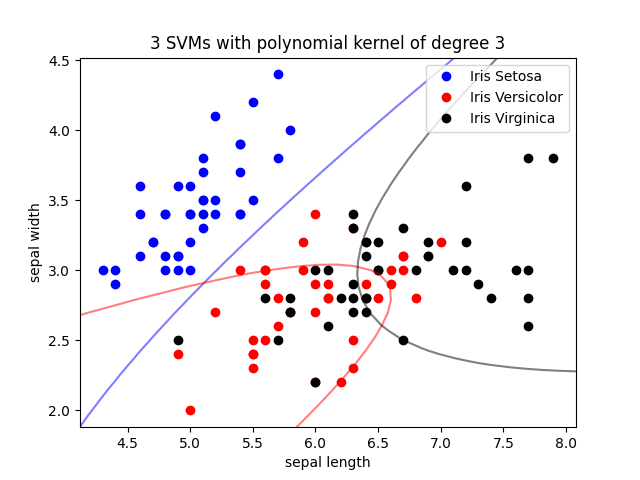 3 SVMs with polynomial kernel of degree 3
Iris Setosa
Iris Versicolor
Iris Virginica
4.5
4.0
3.5
3.0
2.5
2.0
sepal width
4.5 5.0 5.5 6.0 6.5 7.0 7.5 8.0
sepal length